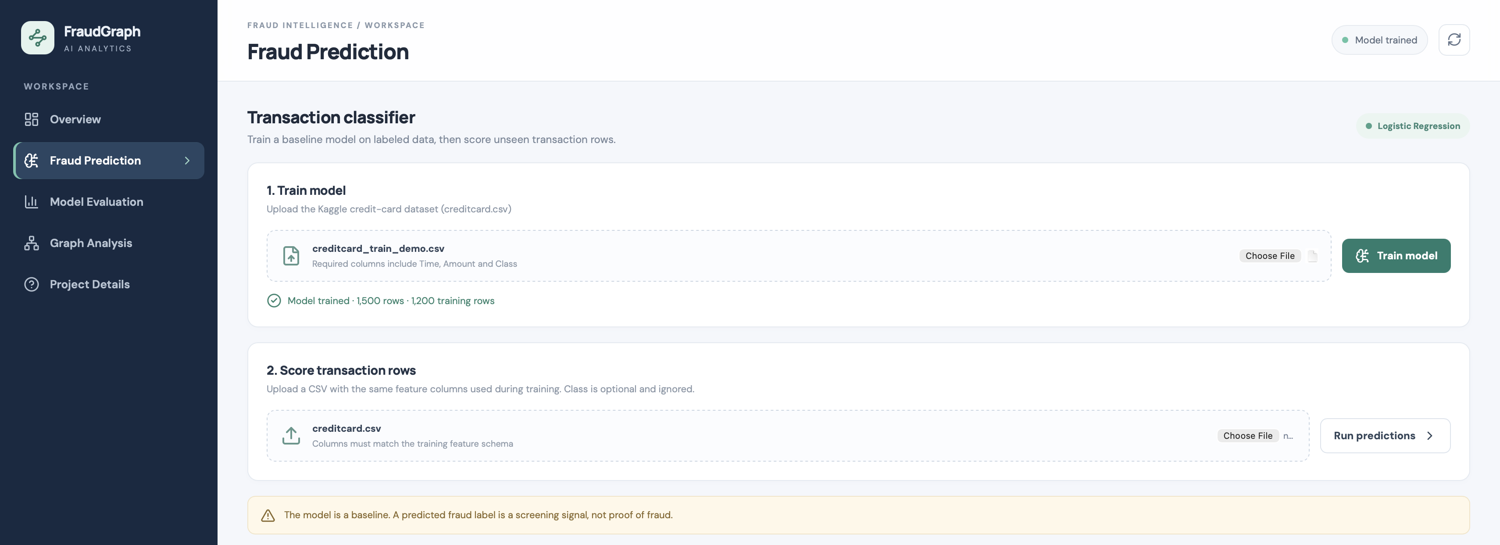 FraudGraph
AI ANALYTICS
WORKSPACE
Overview
Fraud Prediction
Model Evaluation
Graph Analysis
Project Details
FRAUD INTELLIGENCE / WORKSPACE
Fraud Prediction
Model trained
Transaction classifier
Train a baseline model on labeled data, then score unseen transaction rows.
Logistic Regression
1. Train model
Upload the Kaggle credit-card dataset (creditcard.csv)
creditcard_train_demo.csv
Required columns include Time, Amount and Class
Choose File
Train model
Model trained · 1,500 rows · 1,200 training rows
2. Score transaction rows
Upload a CSV with the same feature columns used during training. Class is optional and ignored.
creditcard.csv
Columns must match the training feature schema
Choose File n...
Run predictions
The model is a baseline. A predicted fraud label is a screening signal, not proof of fraud.